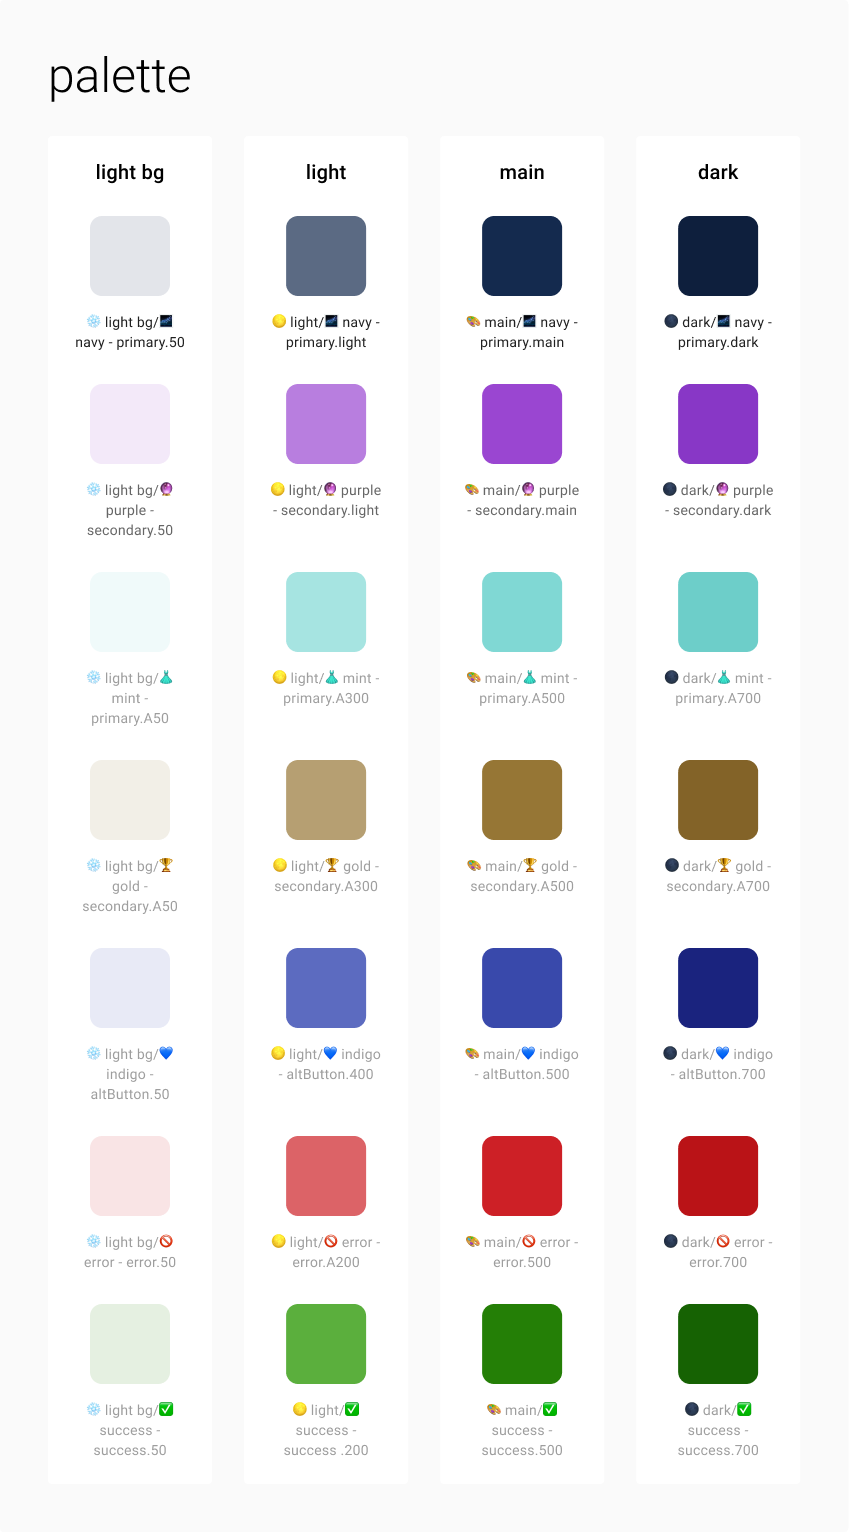 palette
light bg
light
main
dark
❄️ light bg/🌌
navy - primary.50
🌕 light/🌌 navy -
primary.light
🎨 main/🌌 navy -
primary.main
🌑 dark/🌌 navy -
primary.dark
❄️ light bg/🔮
purple -
secondary.50
🌕 light/🔮 purple
- secondary.light
🎨 main/🔮 purple
- secondary.main
🌑 dark/🔮 purple
- secondary.dark
❄️ light bg/👗
mint -
primary.A50
🌕 light/👗 mint -
primary.A300
🎨 main/👗 mint -
primary.A500
🌑 dark/👗 mint -
primary.A700
❄️ light bg/🏆
gold -
secondary.A50
🌕 light/🏆 gold -
secondary.A300
🎨 main/🏆 gold -
secondary.A500
🌑 dark/🏆 gold -
secondary.A700
❄️ light bg/💙
indigo -
altButton.50
🌕 light/💙 indigo
- altButton.400
🎨 main/💙 indigo
- altButton.500
🌑 dark/💙 indigo
- altButton.700
❄️ light bg/🚫
error - error.50
🌕 light/🚫 error -
error.A200
🎨 main/🚫 error -
error.500
🌑 dark/🚫 error -
error.700
❄️ light bg/✅
success -
success.50
🌕 light/✅
success -
success .200
🎨 main/✅
success -
success.500
🌑 dark/✅
success -
success.700